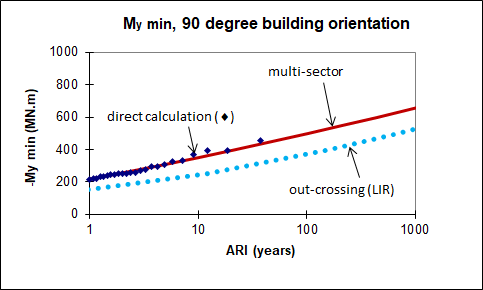 My min, 90 degree building orientation
1000
800
600
400
200
0
-My min (MN.m)
multi-sector
direct calculation (♦)
out-crossing (LIR)
1
10
100
1000
ARI (years)